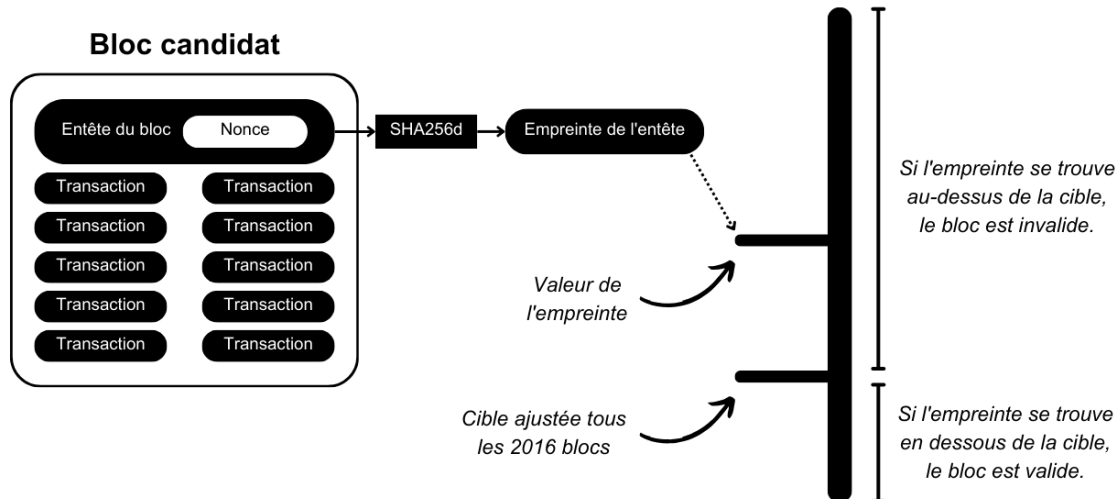 Bloc candidat
Entête du bloc
Nonce
SHA256d
Empreinte de l'entête
Transaction
Transaction
Transaction
Transaction
Transaction
Transaction
Transaction
Transaction
Transaction
Transaction
Valeur de
l'empreinte
Cible ajustée tous
les 2016 blocs
Si l'empreinte se trouve
au-dessus de la cible,
le bloc est invalide.
Si l'empreinte se trouve
en dessous de la cible,
le bloc est valide.